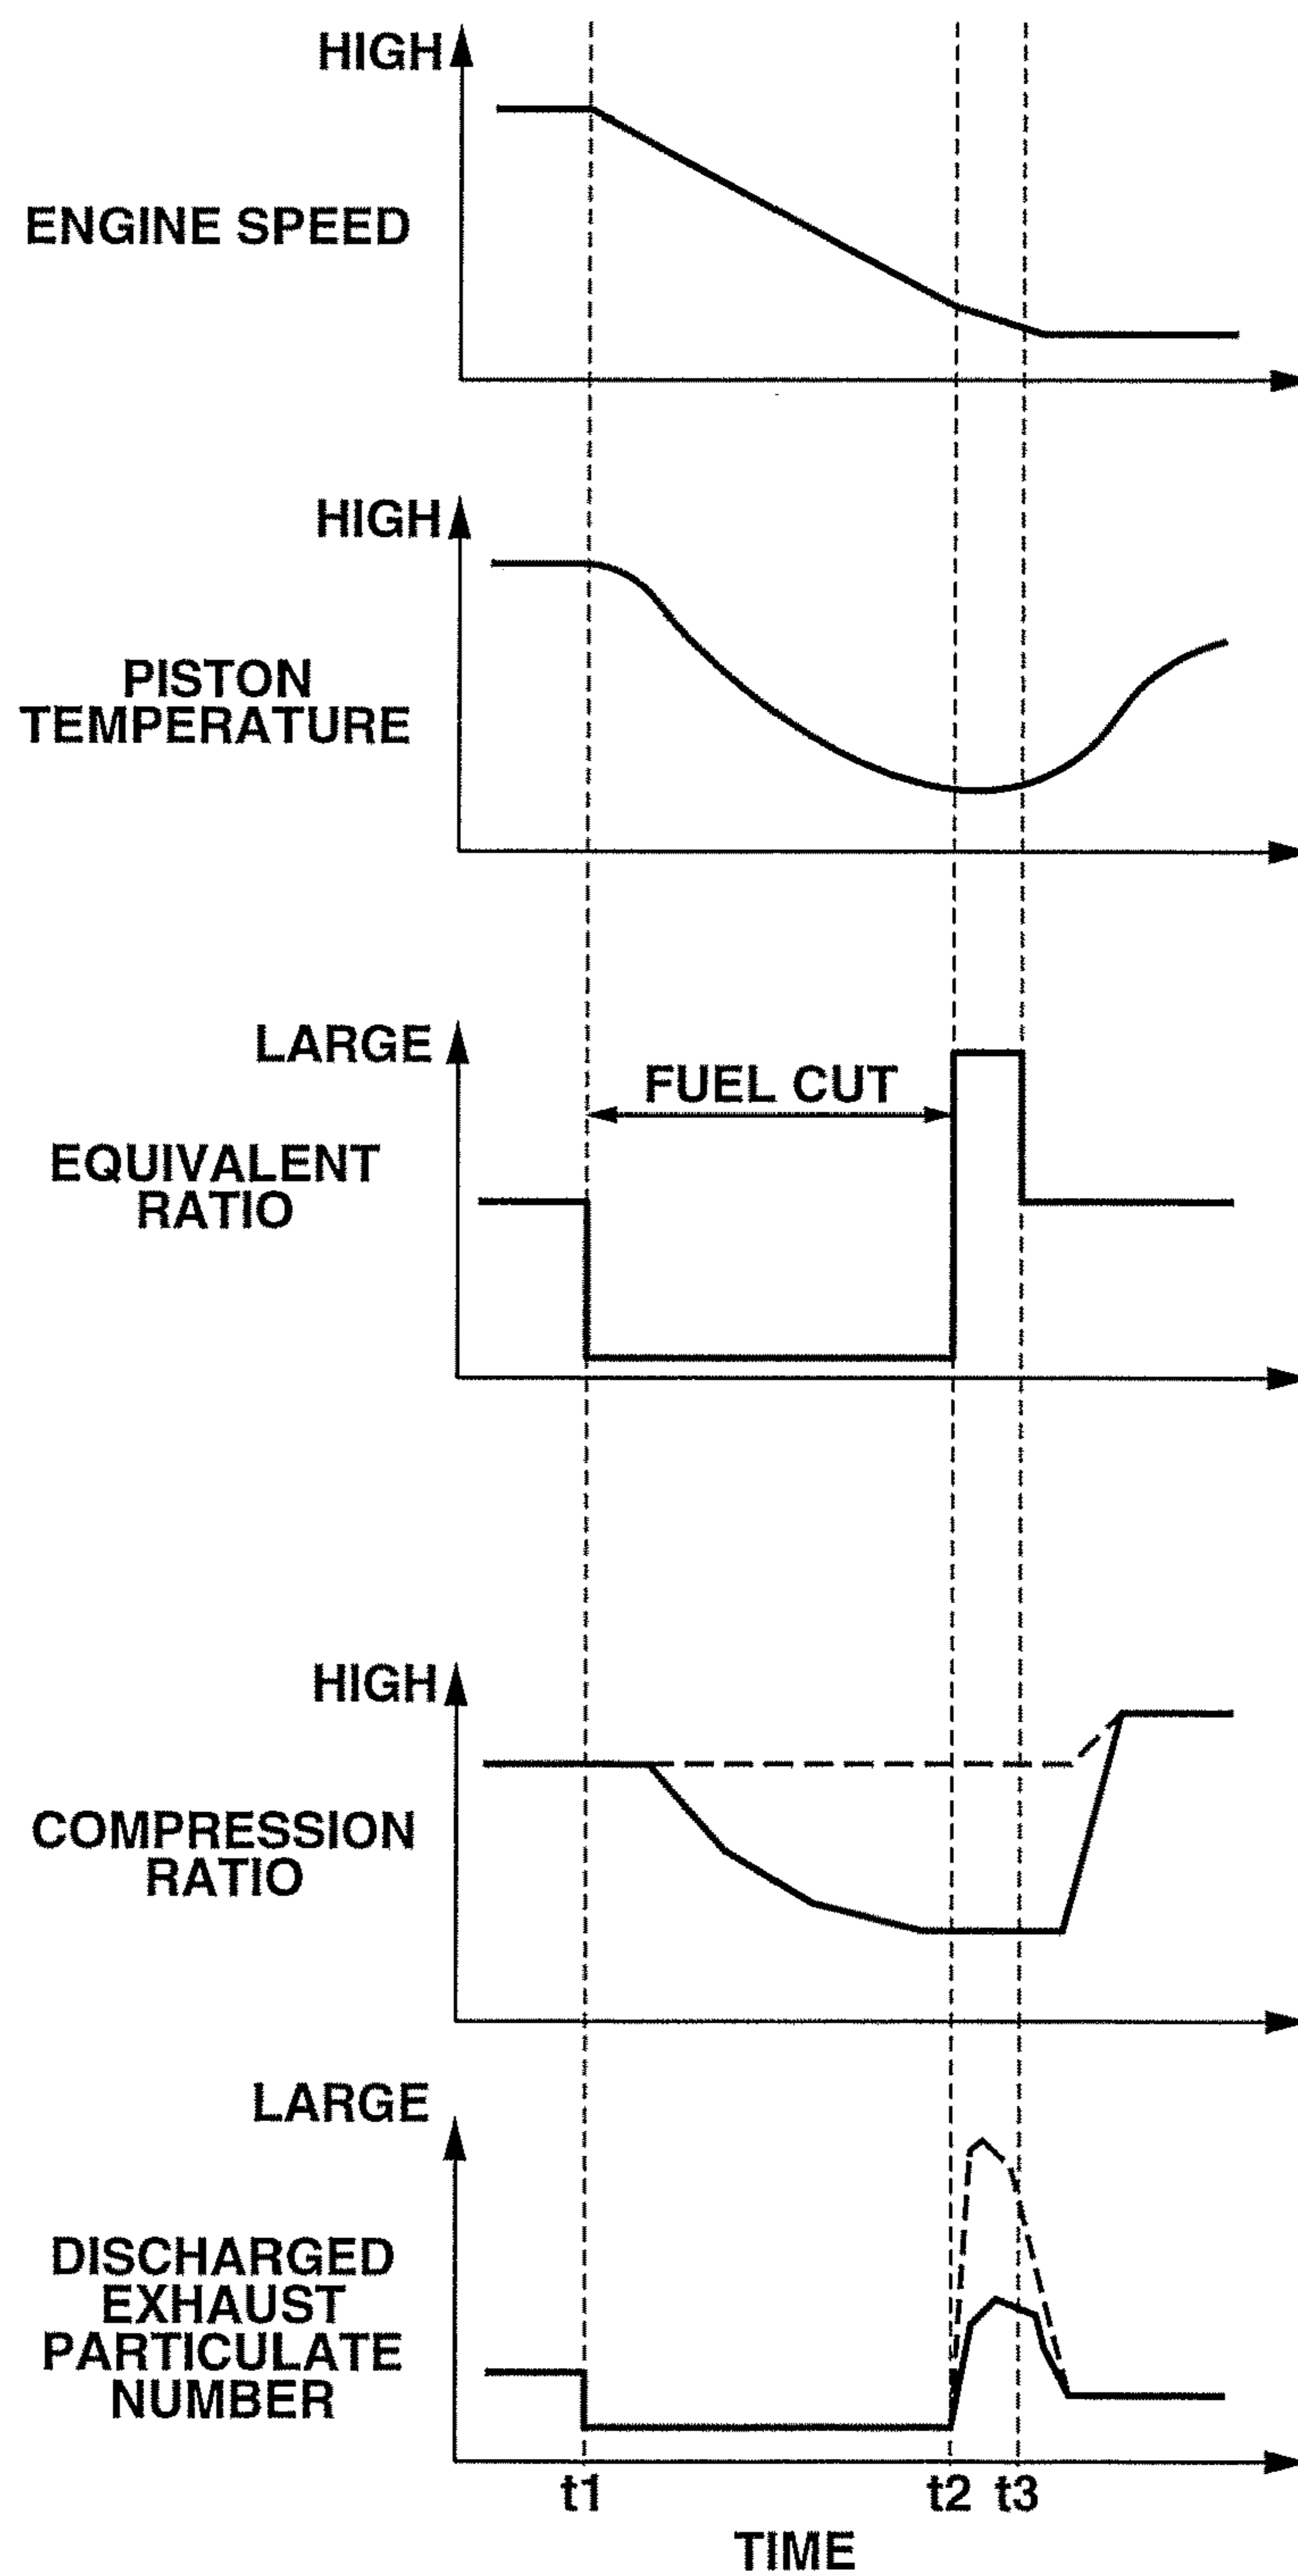 HIGH
ENGINE SPEED
HIGH
PISTON
TEMPERATURE
LARGE
FUEL CUT
EQUIVALENT
RATIO
HIGH
COMPRESSION
RATIO
LARGE
DISCHARGED
EXHAUST
PARTICULATE
NUMBER
t1 t2 t3
TIME